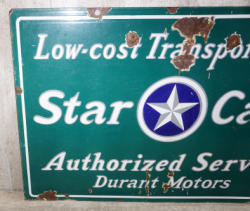 Low-cost Transpor
Star Ca
Authorized Serv
Durant Motors